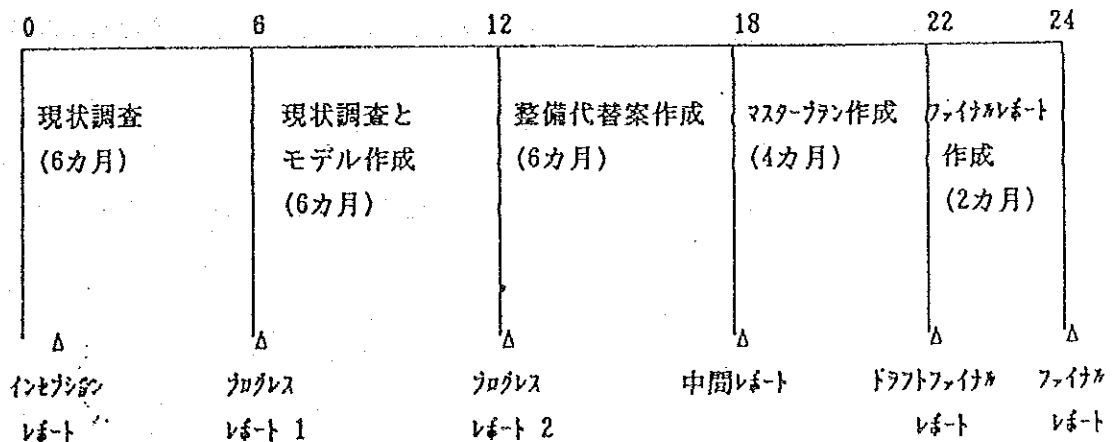 0 6 12 18 22 24
現状調査
(6カ月)
現状調査と
モデル作成
(6カ月)
整備代替案作成
(6カ月)
マスタープラン作成
(4カ月)
ファイナルレポート
作成
(2カ月)
インセプション
レポート
プログレス
レポート 1
プログレス
レポート 2
中間レポート
ドラフトファイナル
レポート
ファイナル
レポート